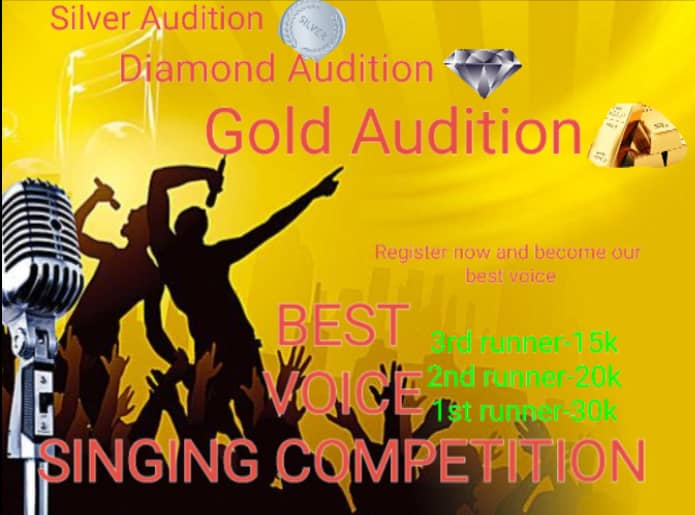 Silver Audition
SILVER
Diamond Audition
Gold Audition
Register now and become our
best voice
BEST
VOICE
3rd runner-15k
2nd runner-20k
1st runner-30k
SINGING COMPETITION